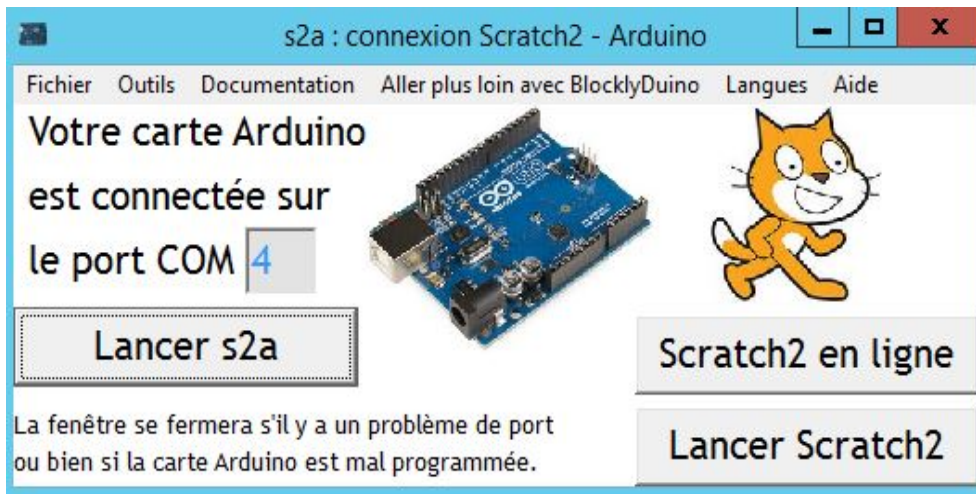 s2a : connexion Scratch2 - Arduino
Fichier Outils Documentation Aller plus loin avec BlocklyDuino Langues Aide
Votre carte Arduino
est connectée sur
le port COM 4
Lancer s2a
Scratch2 en ligne
La fenêtre se fermera s'il y a un problème de port
ou bien si la carte Arduino est mal programmée.
Lancer Scratch2